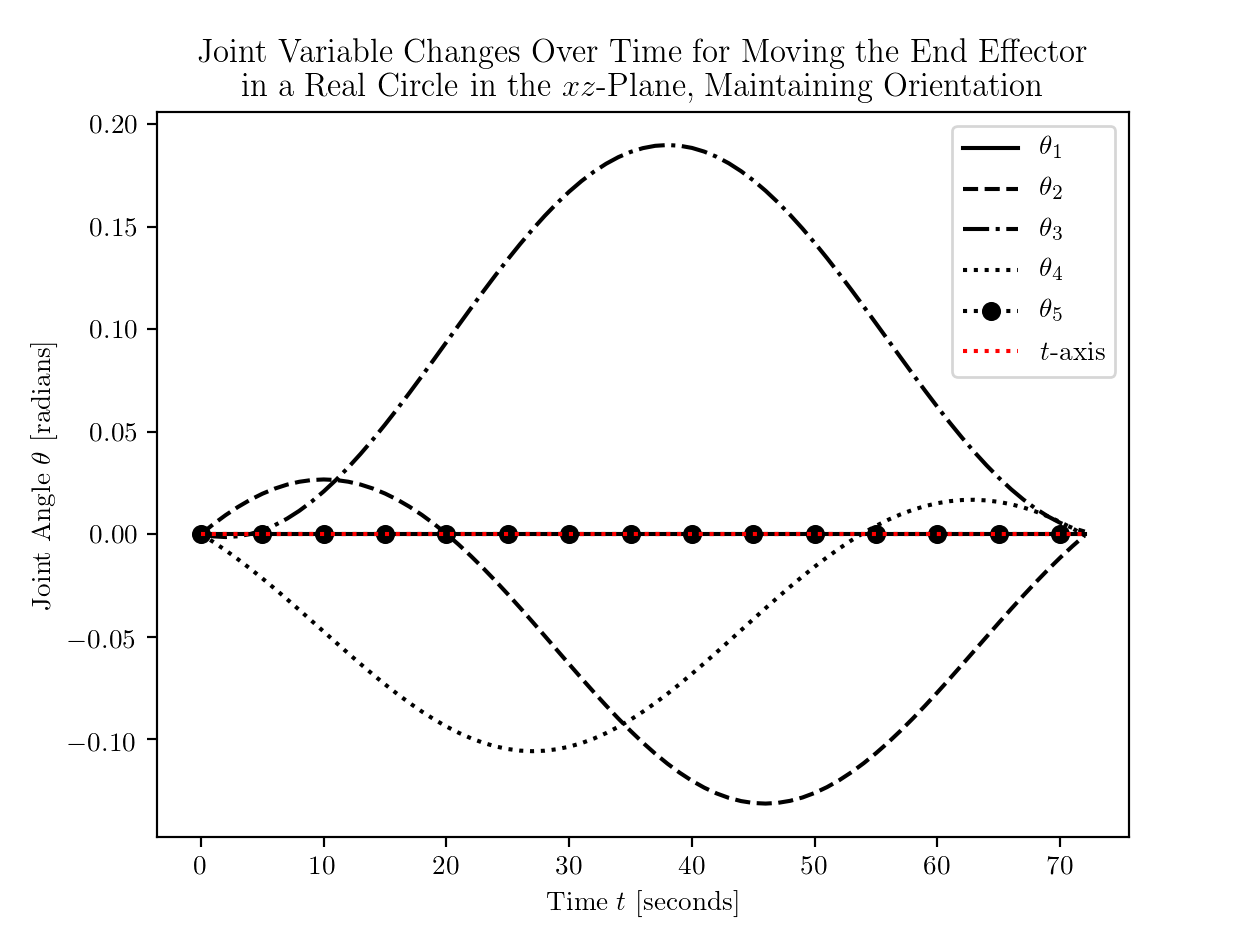 Joint Variable Changes Over Time for Moving the End Effector
in a Real Circle in the xz-Plane, Maintaining Orientation
0.20
0.15
0.10
0.05
0.00
−0.05
−0.10
Joint Angle θ [radians]
θ₁
θ₂
θ₃
θ₄
θ₅
t-axis
0 10 20 30 40 50 60 70
Time t [seconds]